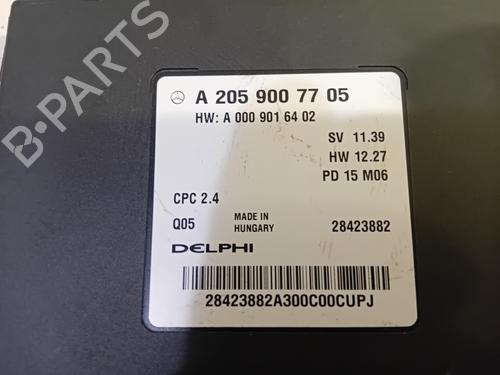 A 205 900 77 05
HW: A 000 901 64 02
SV 11.39
HW 12.27
PD 15 M06
CPC 2.4
Q05
MADE IN
HUNGARY
28423882
DELPHI
28423882A300C00CUPJ
B-PARTS